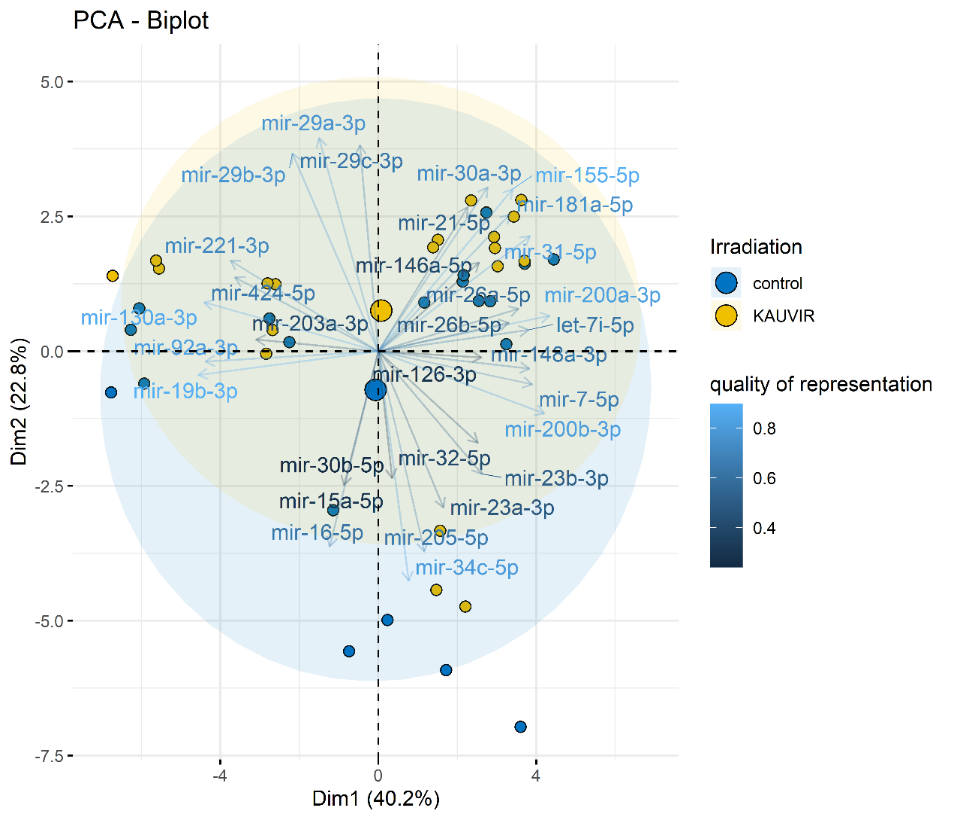 PCA - Biplot
5.0
mir-29a-3p
mir-29c-3p
mir-29b-3p
mir-30a-3p
mir-155-5p
2.5
mir-181a-5p
mir-21-5p
mir-221-3p
mir-31-5p
mir-146a-5p
mir-424-5p
mir-26a-5p
mir-200a-3p
mir-130a-3p
mir-203a-3p
mir-26b-5p
let-7i-5p
0.0
mir-92a-3p
mir-148a-3p
mir-126-3p
mir-19b-3p
mir-7-5p
mir-200b-3p
mir-30b-5p
mir-32-5p
mir-23b-3p
-2.5
mir-15a-5p
mir-23a-3p
mir-16-5p
mir-205-5p
mir-34c-5p
-5.0
-7.5
-4
0
4
Dim1 (40.2%)
Dim2 (22.8%)
Irradiation
control
KAUVIR
quality of representation
0.8
0.6
0.4